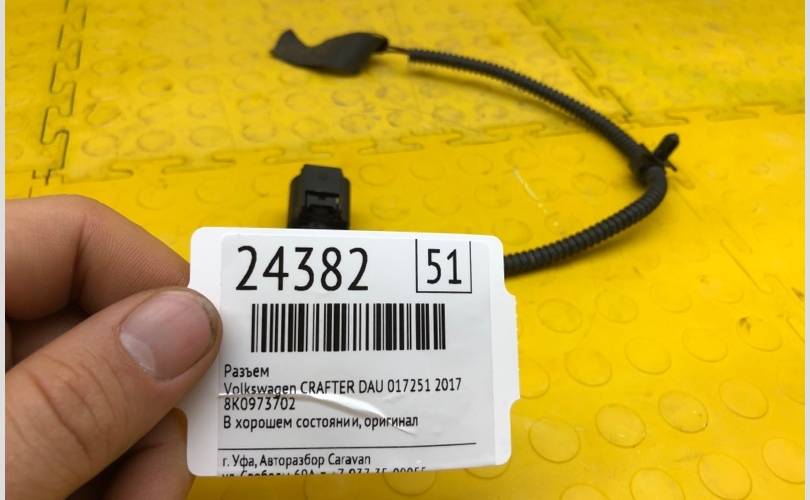 24382 51
Разъем
Volkswagen CRAFTER DAU 017251 2017
8K0973702
В хорошем состоянии, оригинал
г. Уфа, Авторазбор Caravan